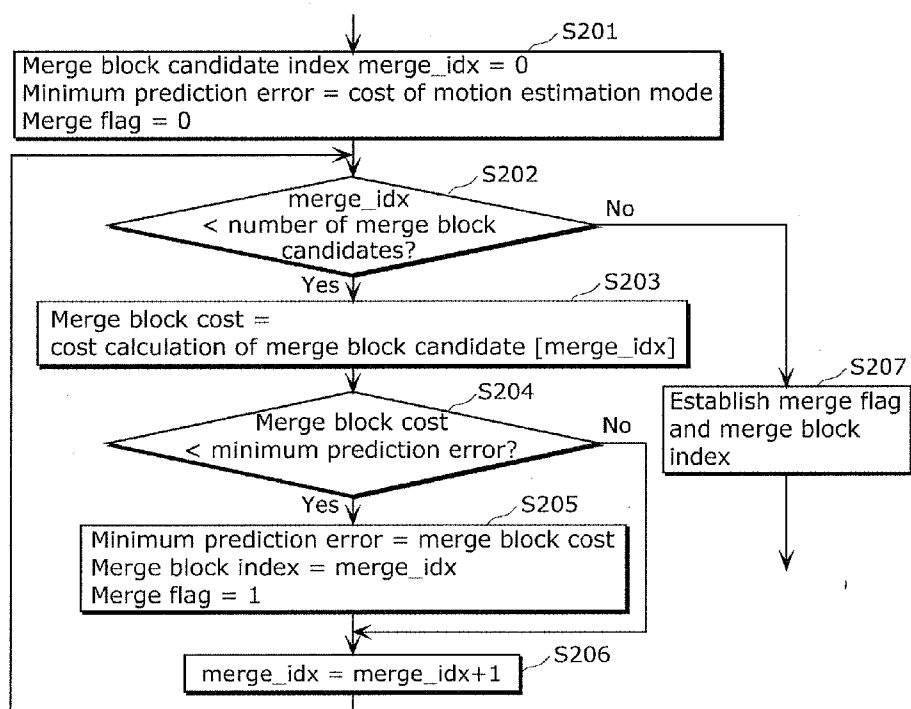 S201
Merge block candidate index merge_idx = 0
Minimum prediction error = cost of motion estimation mode
Merge flag = 0
S202
merge_idx
< number of merge block
candidates?
No
Yes
S203
Merge block cost =
cost calculation of merge block candidate [merge_idx]
S204
Merge block cost
< minimum prediction error?
No
S207
Establish merge flag
and merge block
index
Yes
S205
Minimum prediction error = merge block cost
Merge block index = merge_idx
Merge flag = 1
S206
merge_idx = merge_idx+1